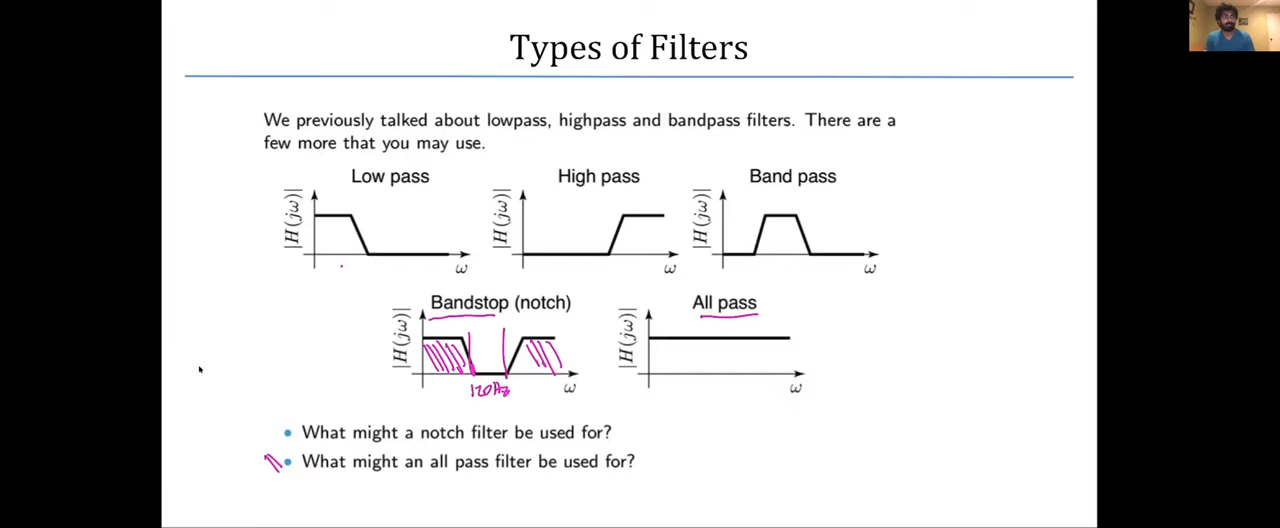 Types of Filters
We previously talked about lowpass, highpass and bandpass filters. There are a
few more that you may use.
Low pass
High pass
Band pass
|H(jω)|
ω
|H(jω)|
ω
|H(jω)|
ω
Bandstop (notch)
All pass
|H(jω)|
120Hz
ω
|H(jω)|
ω
• What might a notch filter be used for?
• What might an all pass filter be used for?